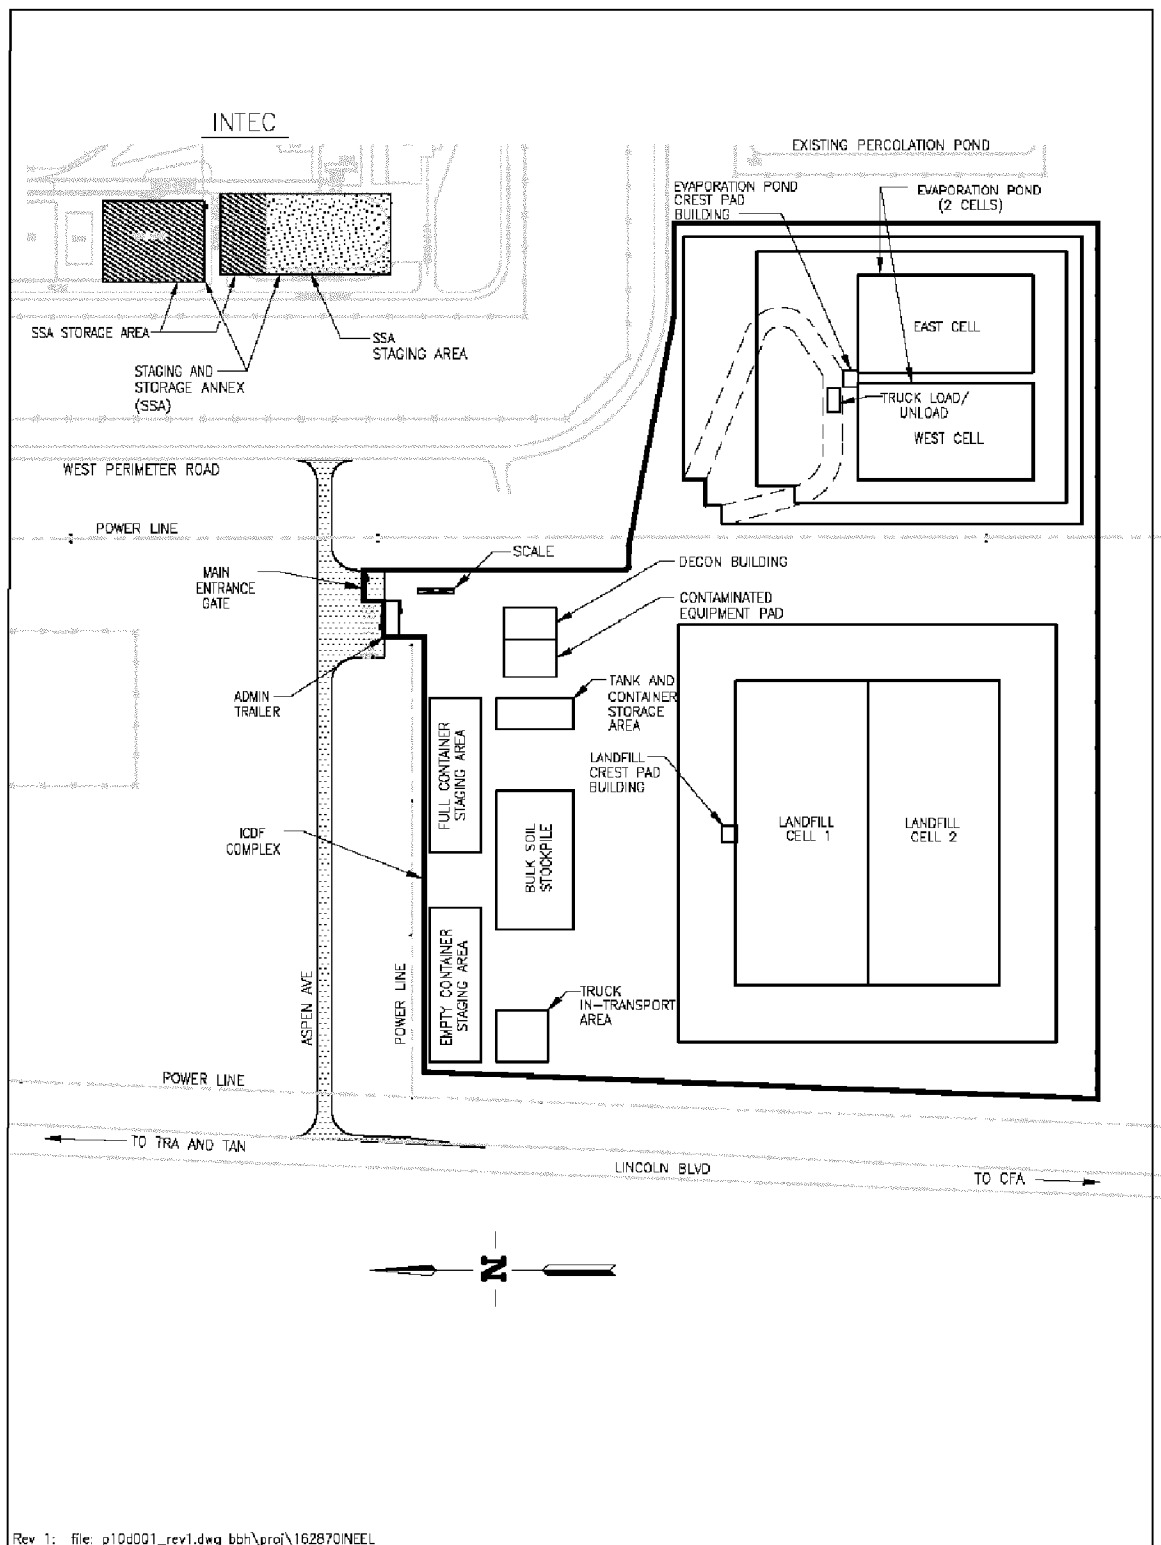 INTEC
EXISTING PERCOLATION POND
EVAPORATION POND
CREST PAD
BUILDING
EVAPORATION POND
(2 CELLS)
EAST CELL
TRUCK LOAD/
UNLOAD
WEST CELL
SSA STORAGE AREA
SSA
STAGING AREA
STAGING AND
STORAGE ANNEX
(SSA)
WEST PERIMETER ROAD
POWER LINE
MAIN
ENTRANCE
GATE
SCALE
DECON BUILDING
CONTAMINATED
EQUIPMENT PAD
ADMIN
TRAILER
TANK AND
CONTAINER
STORAGE
AREA
FULL CONTAINER
STAGING AREA
LANDFILL
CREST PAD
BUILDING
BULK SOIL
STOCKPILE
LANDFILL
CELL 1
LANDFILL
CELL 2
ICDF
COMPLEX
EMPTY CONTAINER
STAGING AREA
TRUCK
IN-TRANSPORT
AREA
ASPEN AVE
POWER LINE
POWER LINE
TO TRA AND TAN
LINCOLN BLVD
TO CFA
N
Rev 1: file: p10d001_rev1.dwg bbh\proj\162870INEEL